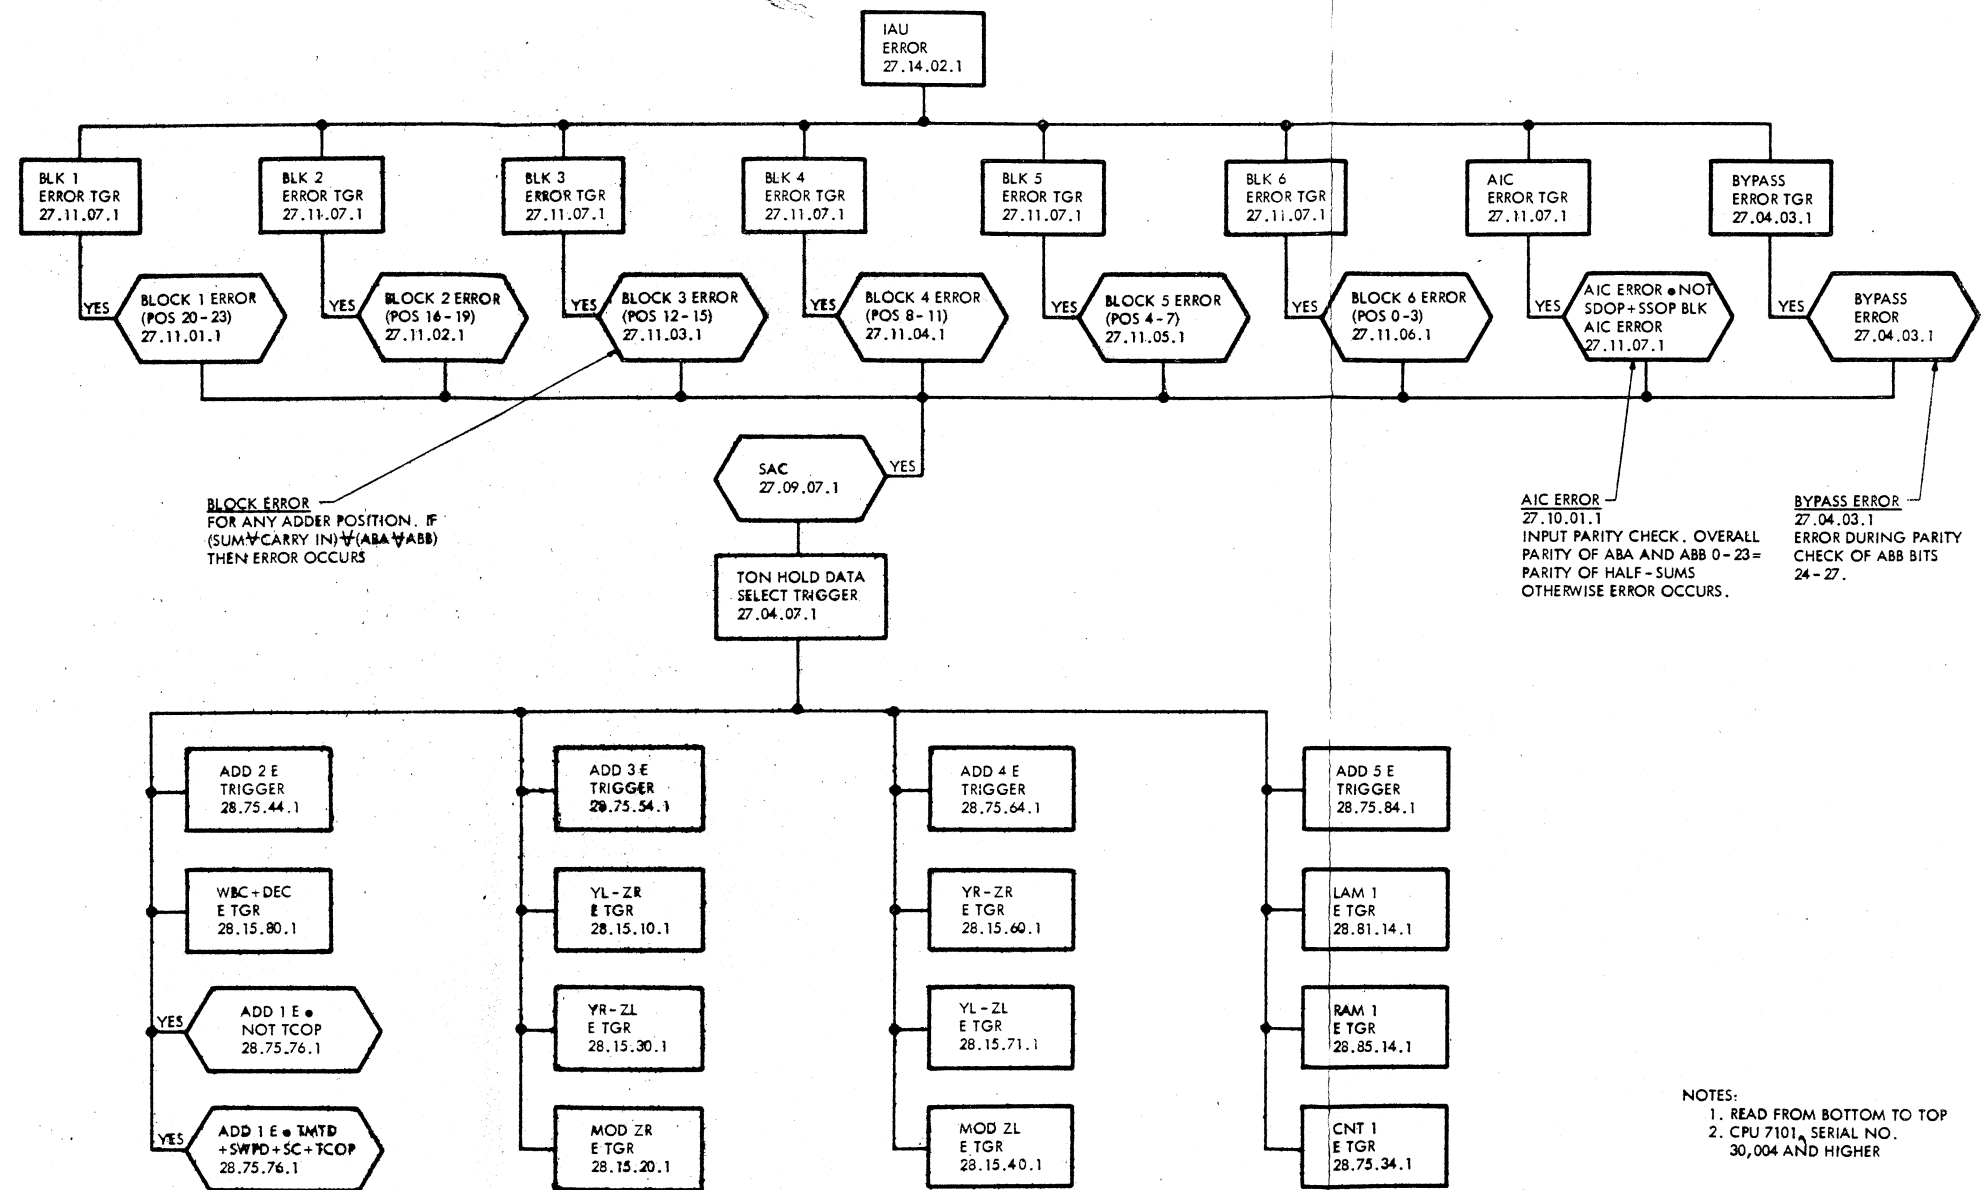 IAU
ERROR
27.14.02.1
BLK 1
ERROR TGR
27.11.07.1
BLK 2
ERROR TGR
27.11.07.1
BLK 3
ERROR TGR
27.11.07.1
BLK 4
ERROR TGR
27.11.07.1
BLK 5
ERROR TGR
27.11.07.1
BLK 6
ERROR TGR
27.11.07.1
AIC
ERROR TGR
27.11.07.1
BYPASS
ERROR TGR
27.04.03.1
YES
BLOCK 1 ERROR
(POS 20-23)
27.11.01.1
YES
BLOCK 2 ERROR
(POS 16-19)
27.11.02.1
YES
BLOCK 3 ERROR
(POS 12-15)
27.11.03.1
YES
BLOCK 4 ERROR
(POS 8-11)
27.11.04.1
YES
BLOCK 5 ERROR
(POS 4-7)
27.11.05.1
YES
BLOCK 6 ERROR
(POS 0-3)
27.11.06.1
YES
AIC ERROR • NOT
SDOP+SSOP BLK
AIC ERROR
27.11.07.1
YES
BYPASS
ERROR
27.04.03.1
SAC
27.09.07.1
YES
BLOCK ERROR
FOR ANY ADDER POSITION. IF
(SUM⊻CARRY IN)⊻(ABA⊻ABB)
THEN ERROR OCCURS
AIC ERROR
27.10.01.1
INPUT PARITY CHECK. OVERALL
PARITY OF ABA AND ABB 0-23=
PARITY OF HALF-SUMS
OTHERWISE ERROR OCCURS.
BYPASS ERROR
27.04.03.1
ERROR DURING PARITY
CHECK OF ABB BITS
24-27.
TON HOLD DATA
SELECT TRIGGER
27.04.07.1
ADD 2 E
TRIGGER
28.75.44.1
ADD 3 E
TRIGGER
28.75.54.1
ADD 4 E
TRIGGER
28.75.64.1
ADD 5 E
TRIGGER
28.75.84.1
WBC+DEC
E TGR
28.15.80.1
YL-ZR
E TGR
28.15.10.1
YR-ZR
E TGR
28.15.60.1
LAM 1
E TGR
28.81.14.1
YES
ADD 1 E •
NOT TCOP
28.75.76.1
YR-ZL
E TGR
28.15.30.1
YL-ZL
E TGR
28.15.71.1
RAM 1
E TGR
28.85.14.1
YES
ADD 1 E • TMTD
+SWPD+SC+TCOP
28.75.76.1
MOD ZR
E TGR
28.15.20.1
MOD ZL
E TGR
28.15.40.1
CNT 1
E TGR
28.75.34.1
NOTES:
1. READ FROM BOTTOM TO TOP
2. CPU 7101, SERIAL NO.
30,004 AND HIGHER